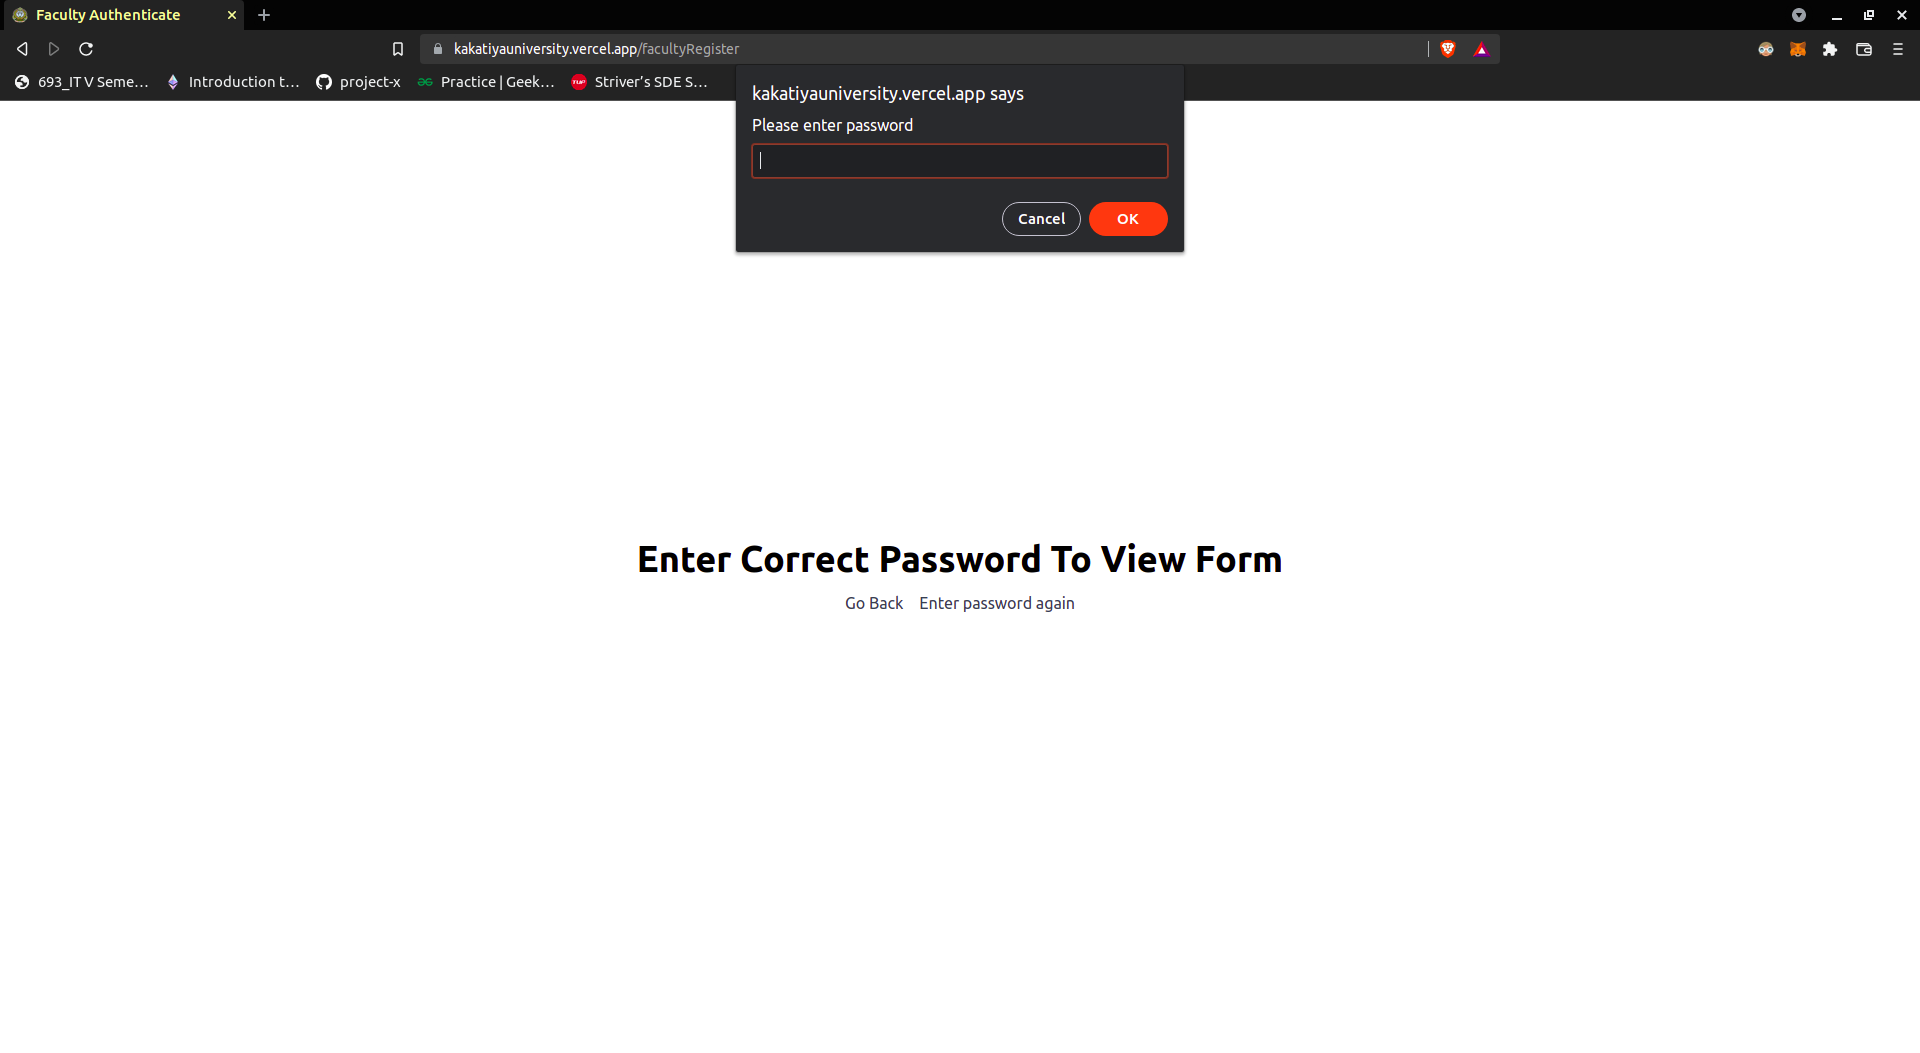 Faculty Authenticate
kakatiyauniversity.vercel.app/facultyRegister
693_IT V Seme... Introduction t... project-x Practice | Geek... Striver's SDE S...
kakatiyauniversity.vercel.app says
Please enter password
Cancel OK
Enter Correct Password To View Form
Go Back Enter password again